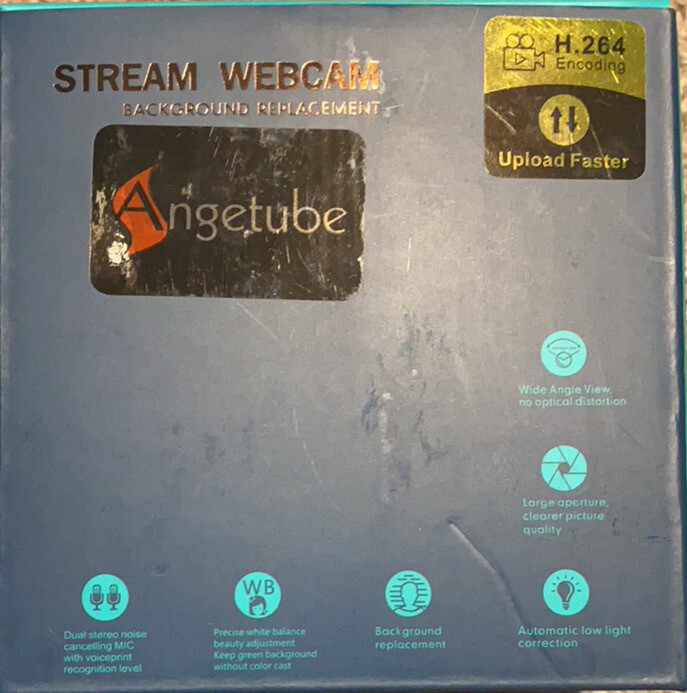 STREAM WEBCAM
BACKGROUND REPLACEMENT
Angetube
H.264
Encoding
Upload Faster
Wide Angle View,
no optical distortion
Large aperture,
clearer picture
quality
Dual stereo noise
cancelling MIC
with voiceprint
recognition level
WB
Precise white balance
beauty adjustment
Keep green background
without color cast
Background
replacement
Automatic low light
correction